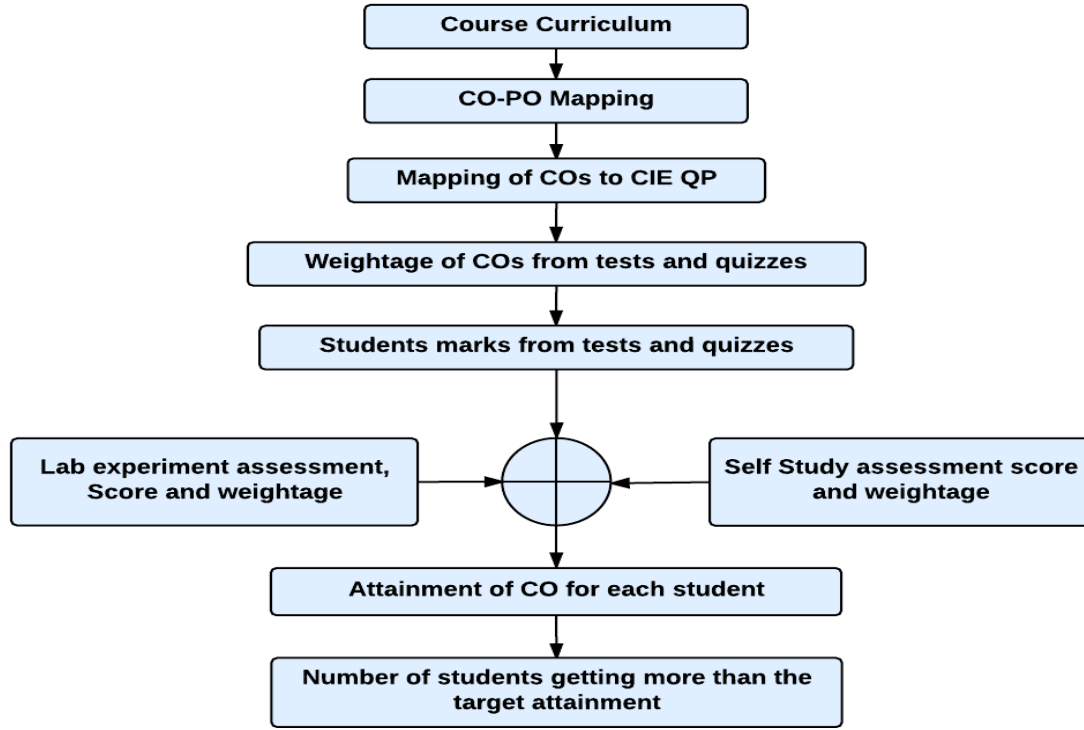 Course Curriculum
CO-PO Mapping
Mapping of COs to CIE QP
Weightage of COs from tests and quizzes
Students marks from tests and quizzes
Lab experiment assessment,
Score and weightage
Self Study assessment score
and weightage
Attainment of CO for each student
Number of students getting more than the
target attainment